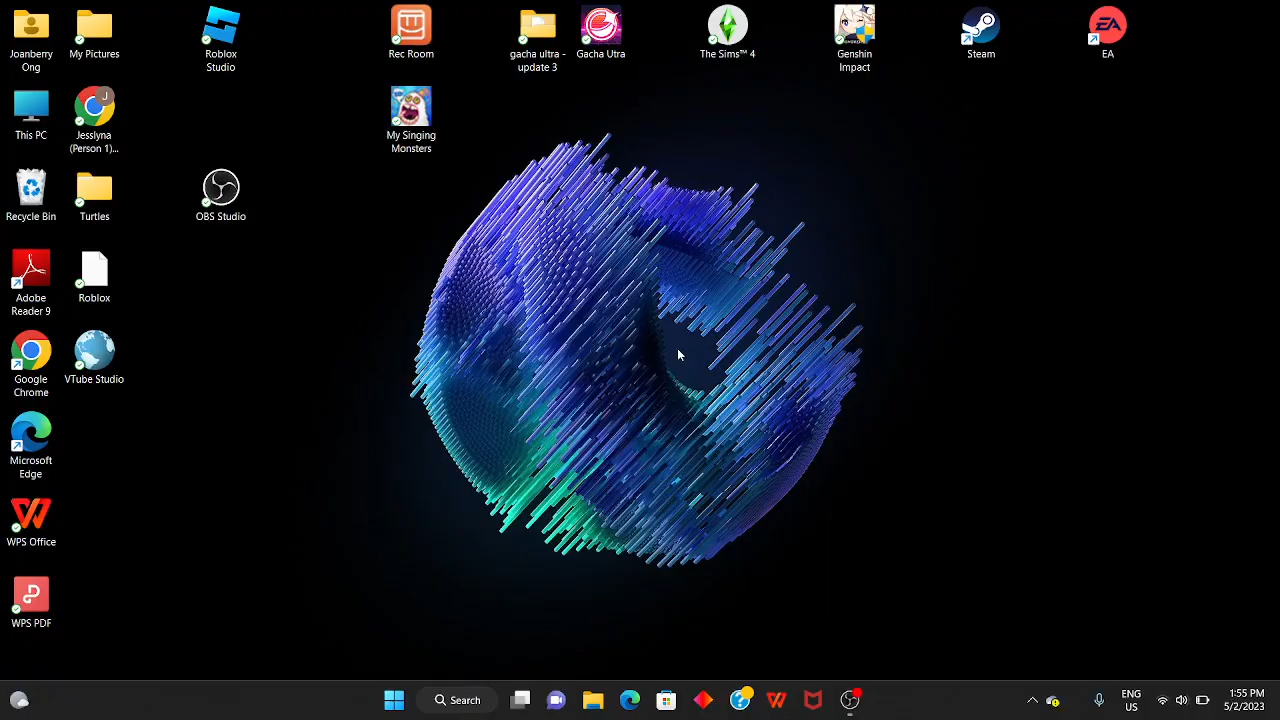 Joanberry
Ong
My Pictures
Roblox
Studio
Rec Room
gacha ultra -
update 3
Gacha Utra
The Sims™ 4
Genshin
Impact
Steam
EA
EA
This PC
J
Jesslyna
(Person 1)...
My Singing
Monsters
Recycle Bin
Turtles
OBS Studio
Adobe
Reader 9
Roblox
Google
Chrome
VTube Studio
Microsoft
Edge
WPS Office
WPS PDF
Search
ENG
US
1:55 PM
5/2/2023